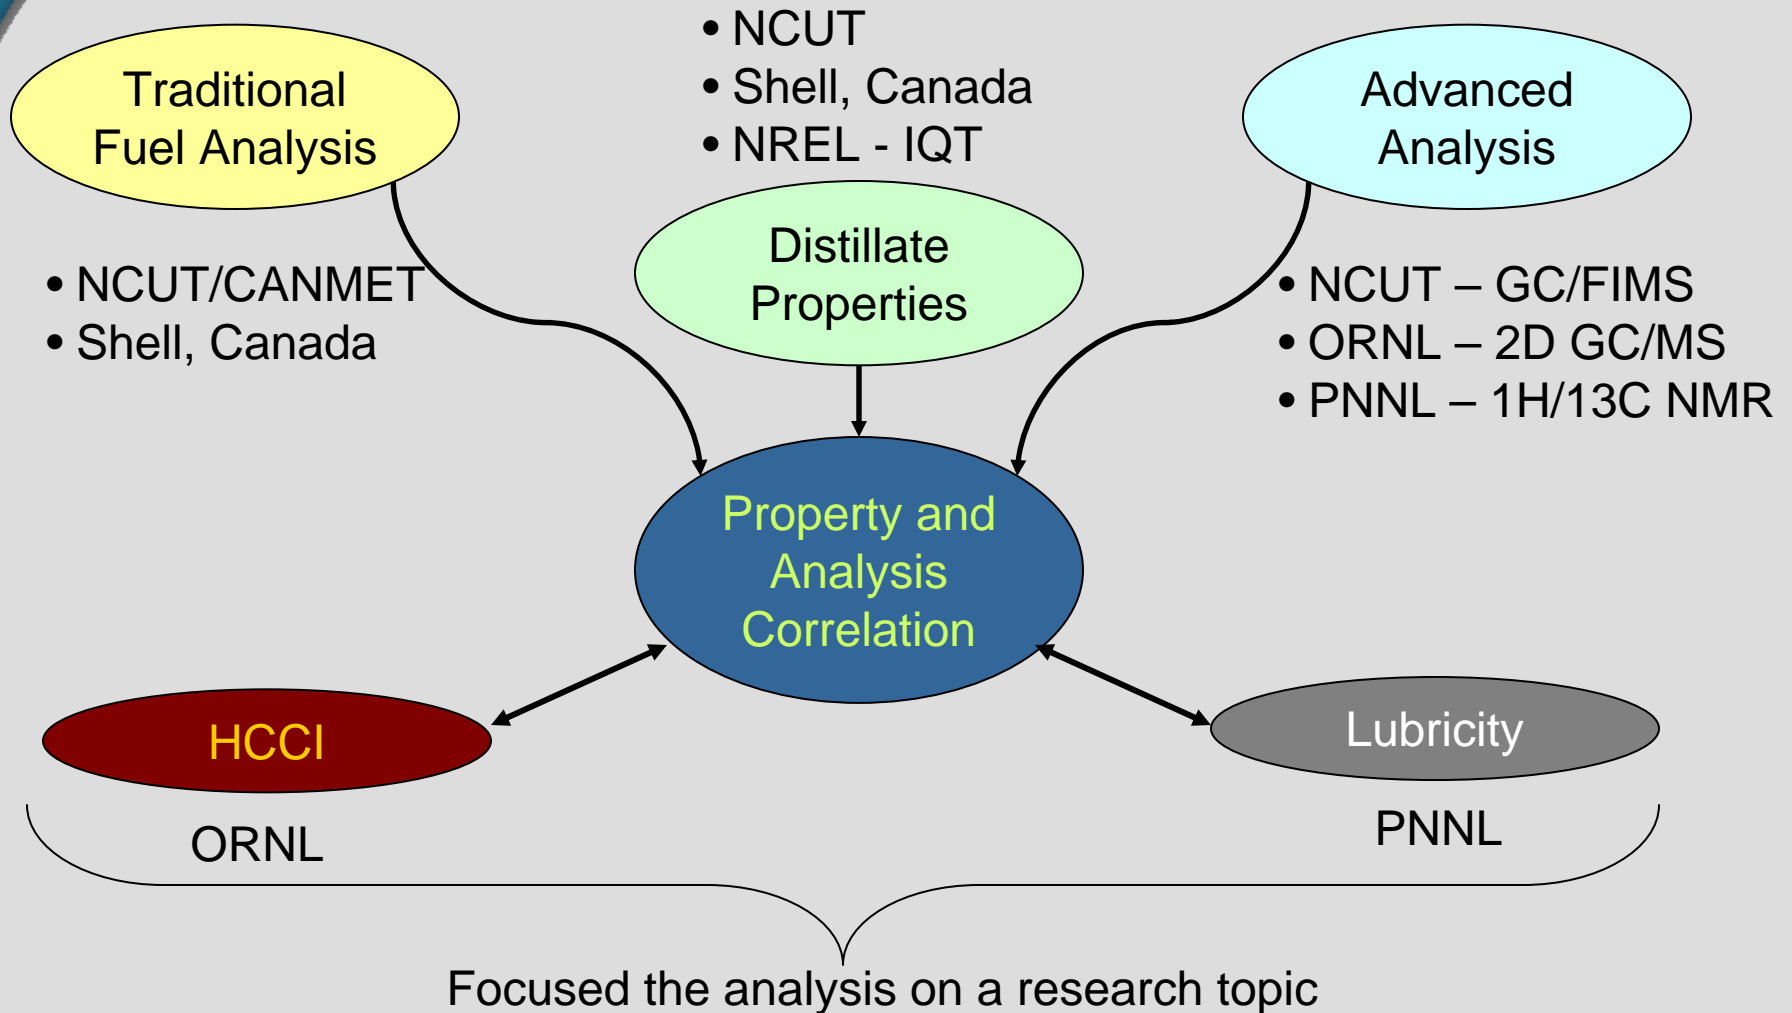 • NCUT
• Shell, Canada
• NREL - IQT
Traditional
Fuel Analysis
Advanced
Analysis
Distillate
Properties
• NCUT/CANMET
• Shell, Canada
• NCUT – GC/FIMS
• ORNL – 2D GC/MS
• PNNL – 1H/13C NMR
Property and
Analysis
Correlation
HCCI
Lubricity
ORNL
PNNL
Focused the analysis on a research topic